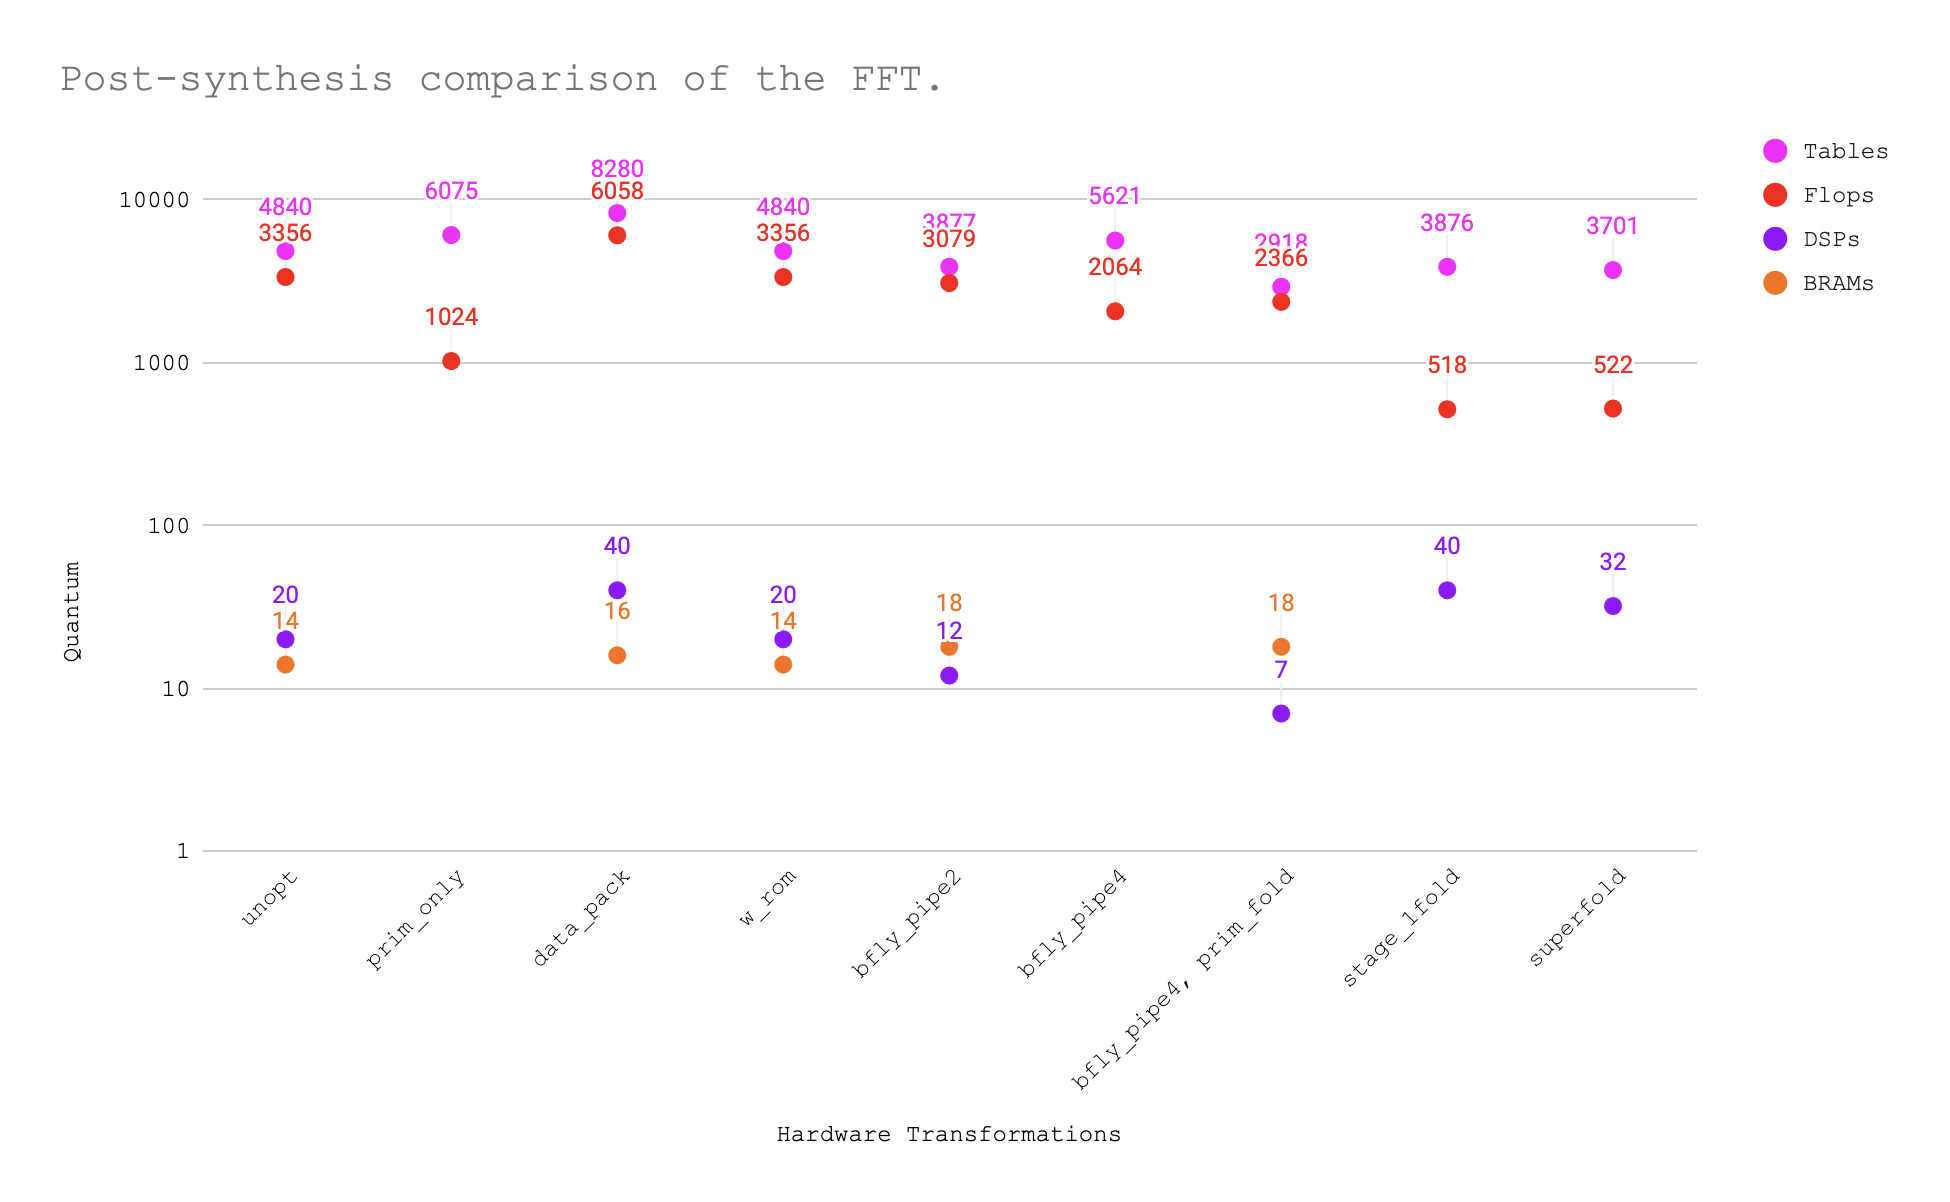 Post-synthesis comparison of the FFT.
Tables
Flops
DSPs
BRAMs
Quantum
10000
1000
100
10
1
4840
3356
20
14
6075
1024
8280
6058
40
16
4840
3356
20
14
3877
3079
18
12
5621
2064
2918
2366
18
7
3876
518
40
3701
522
32
unopt
prim_only
data_pack
w_rom
bfly_pipe2
bfly_pipe4
bfly_pipe4, prim_fold
stage_1fold
superfold
Hardware Transformations